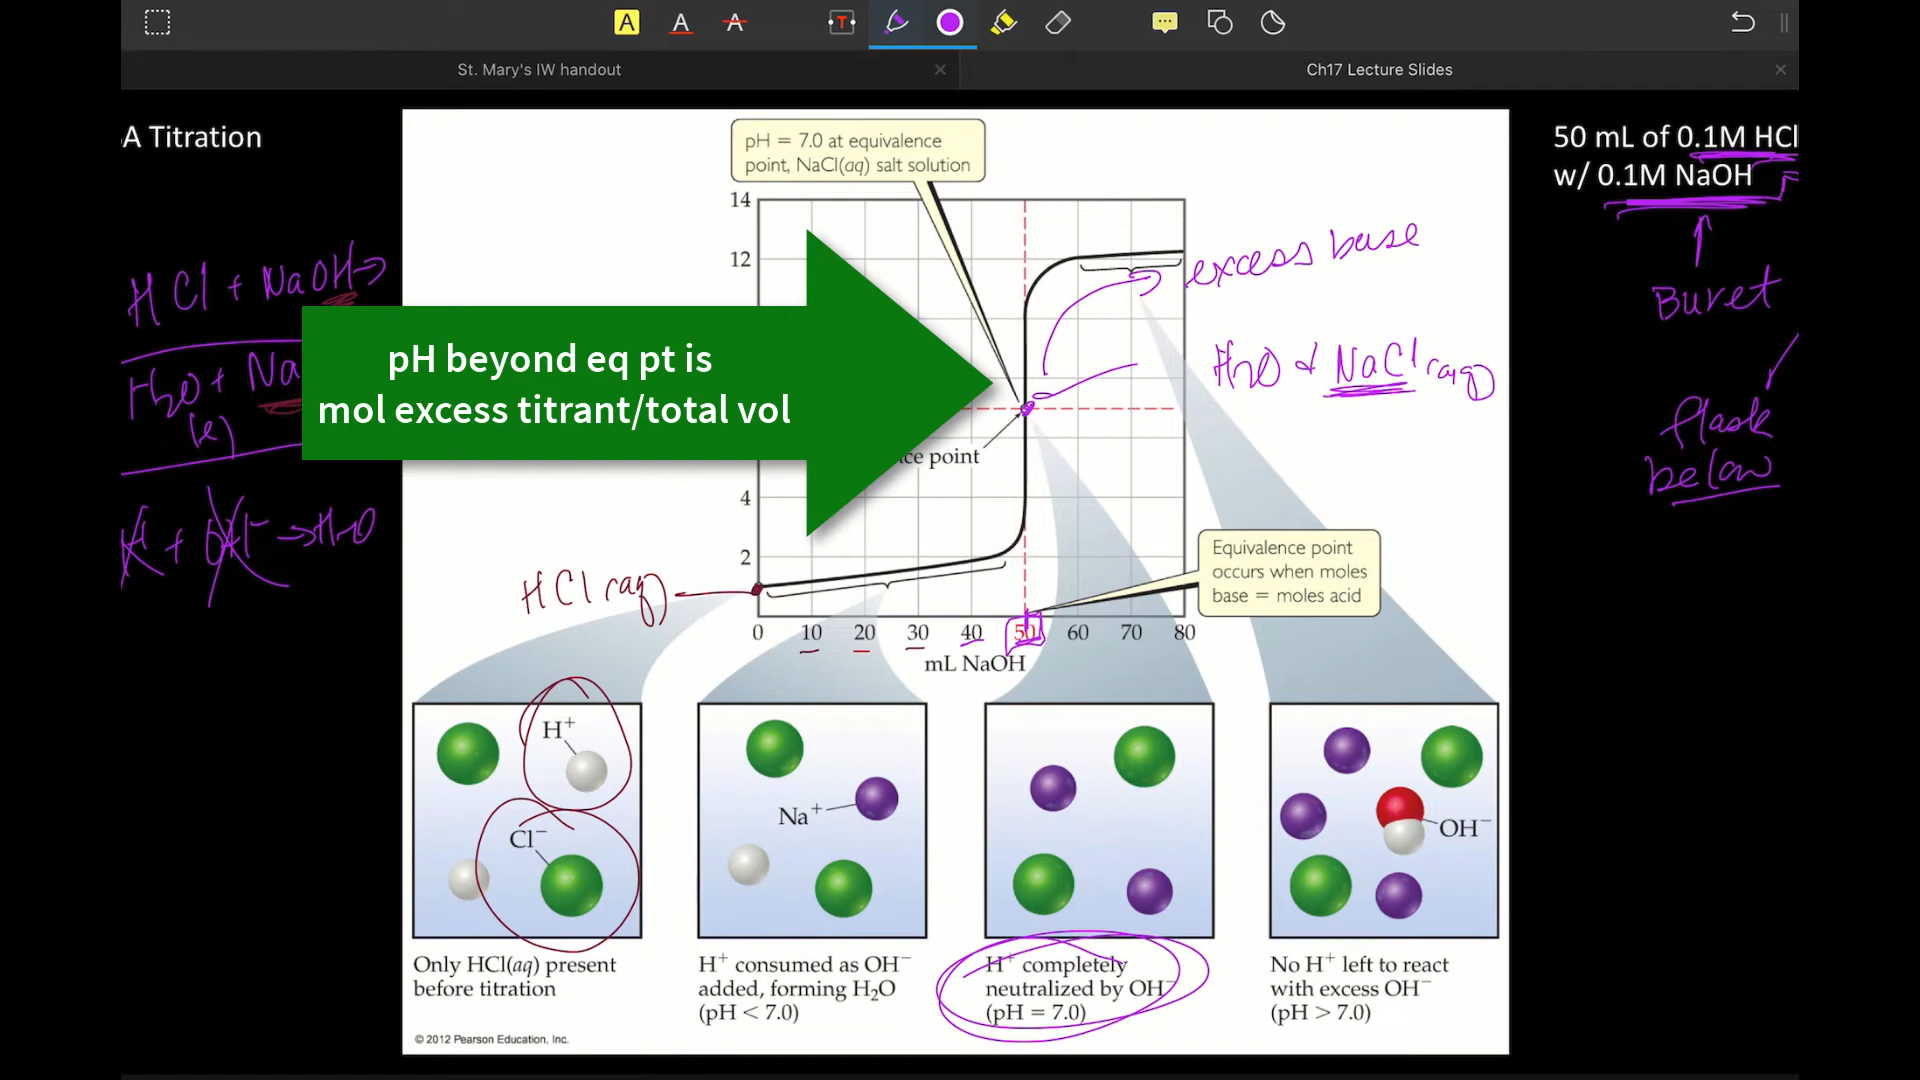 St. Mary's IW handout
Ch17 Lecture Slides
A Titration
50 mL of 0.1M HCl
w/ 0.1M NaOH
pH = 7.0 at equivalence
point, NaCl(aq) salt solution
14
12
4
2
0 10 20 30 40 50 60 70 80
mL NaOH
ce point
pH beyond eq pt is
mol excess titrant/total vol
Equivalence point
occurs when moles
base = moles acid
HCl + NaOH →
H2O + Na
(l)
H+ + OH- → H2O
HCl (aq)
excess base
H2O & NaCl (aq)
Buret
flask
below
H⁺
Cl⁻
Only HCl(aq) present
before titration
Na⁺
H⁺ consumed as OH⁻
added, forming H₂O
(pH < 7.0)
H⁺ completely
neutralized by OH⁻
(pH = 7.0)
OH⁻
No H⁺ left to react
with excess OH⁻
(pH > 7.0)
© 2012 Pearson Education, Inc.